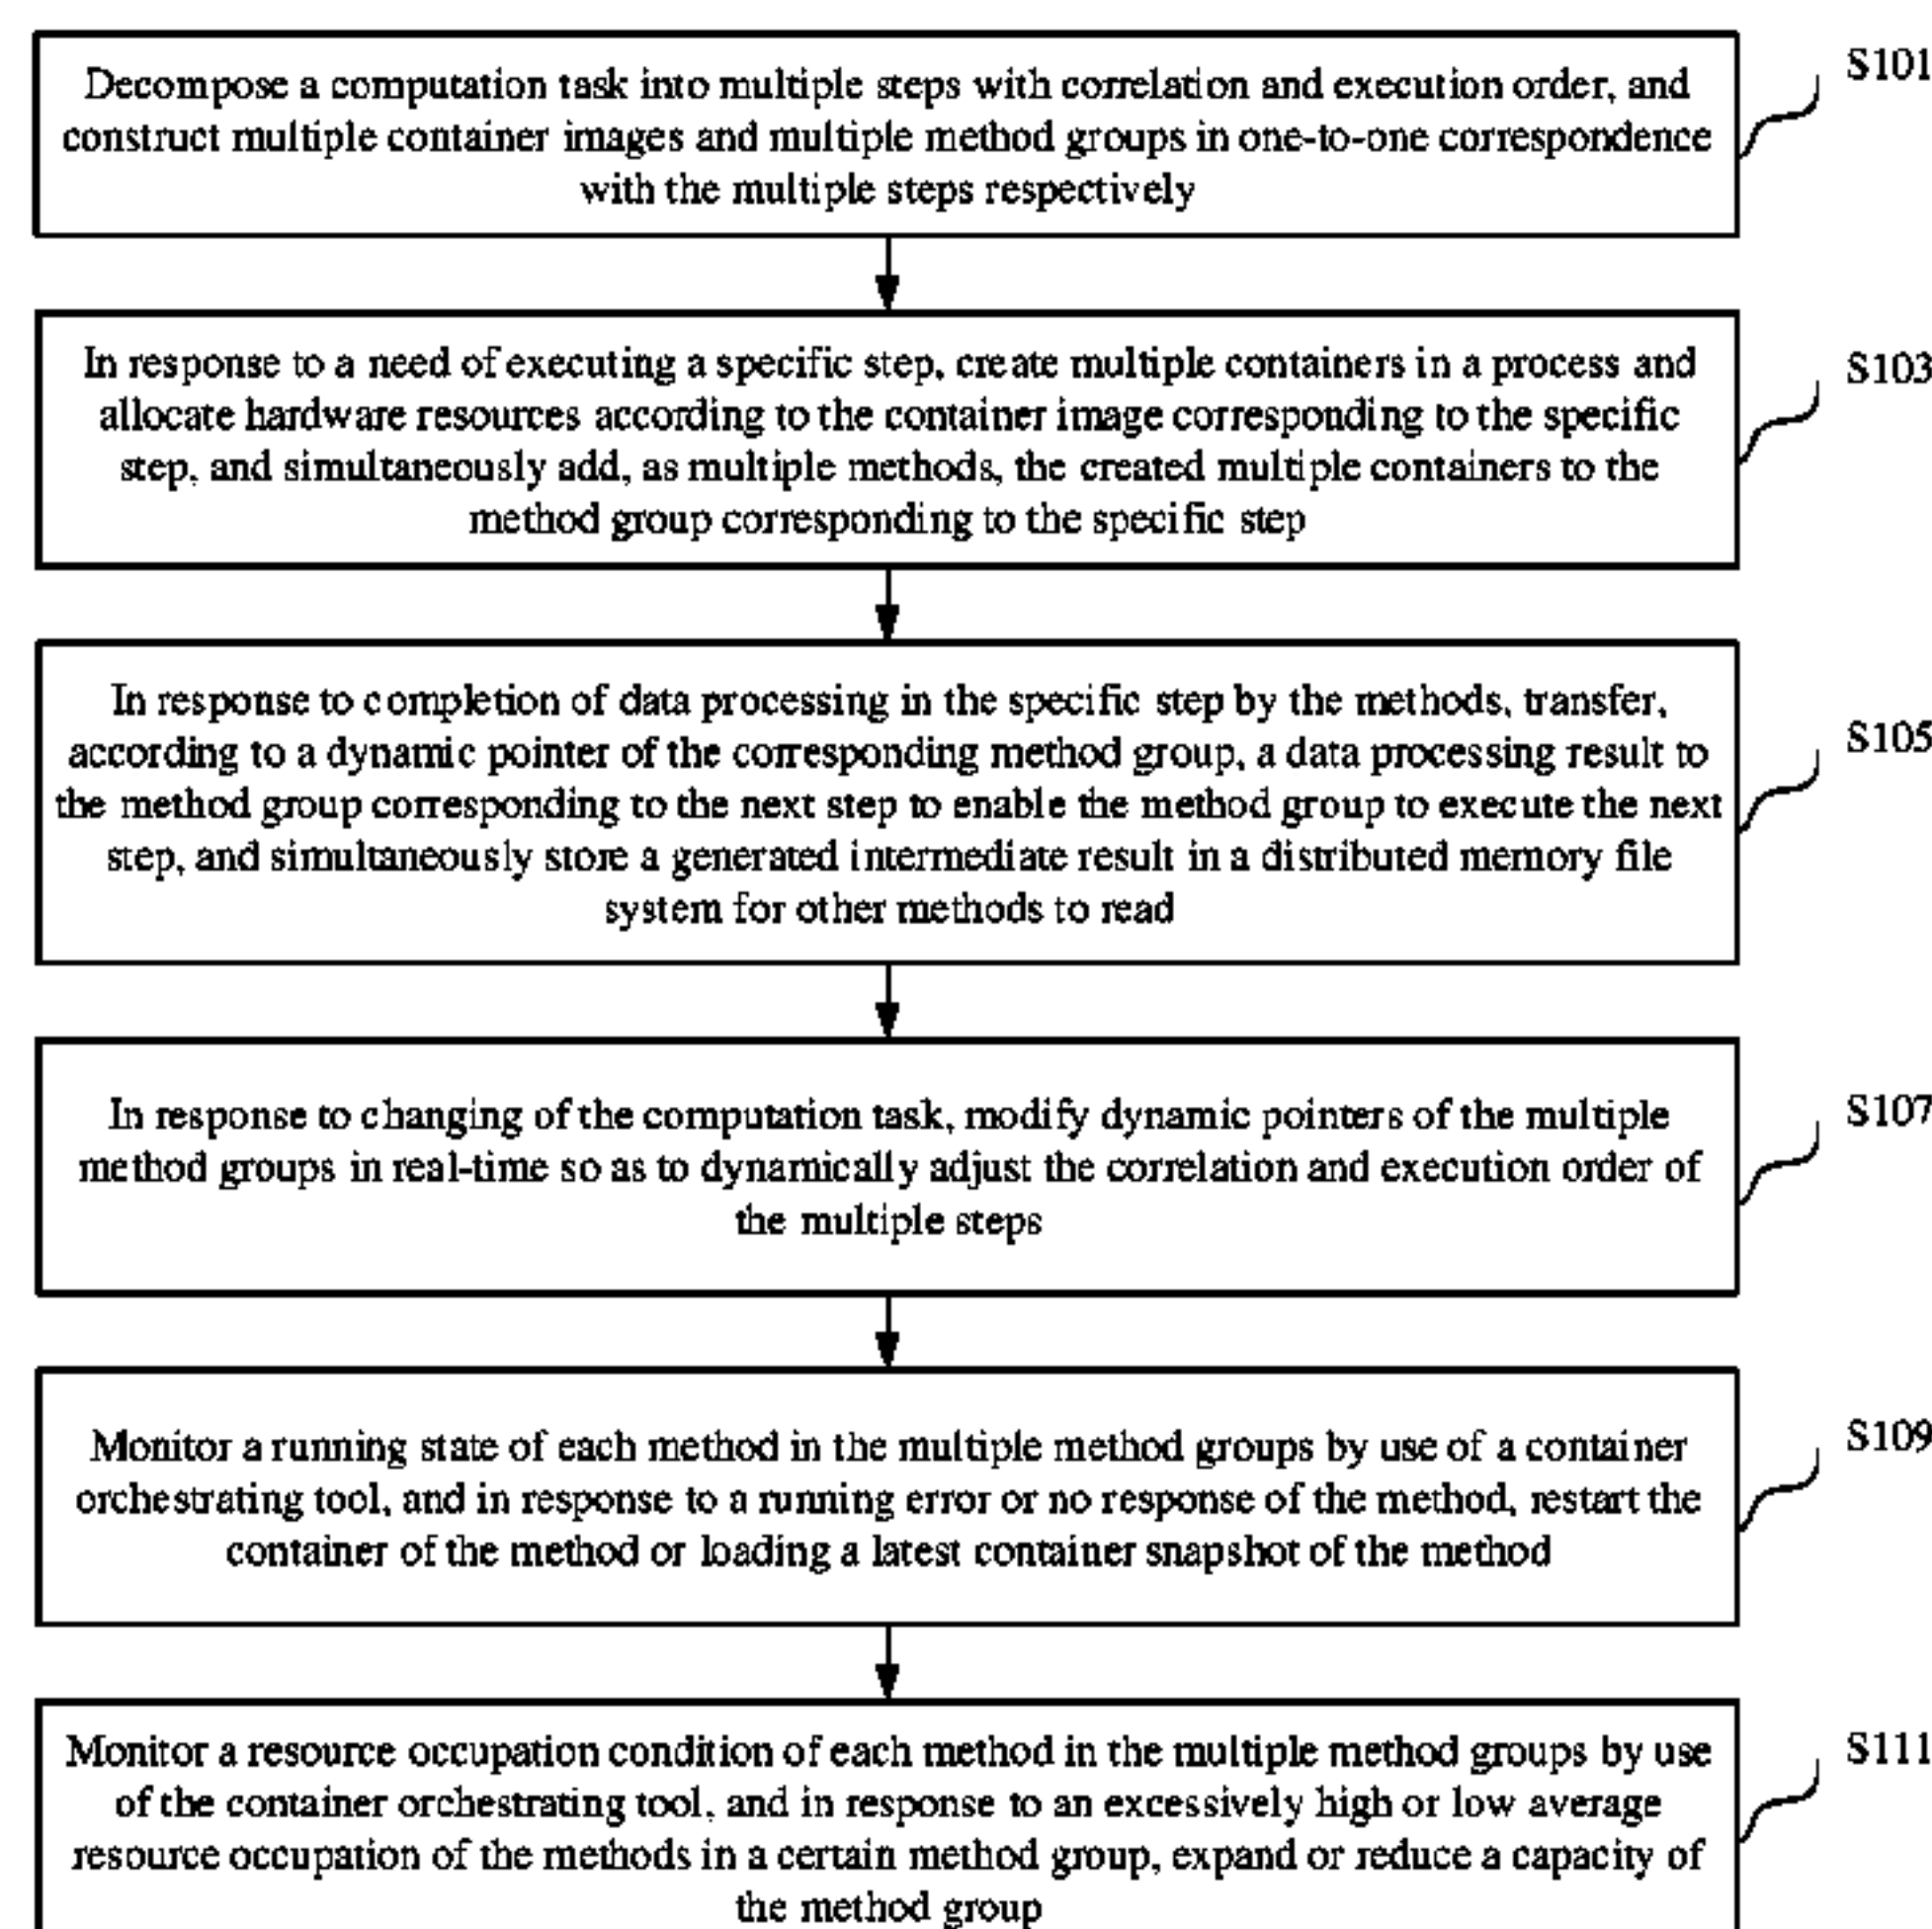 Decompose a computation task into multiple steps with correlation and execution order, and
construct multiple container images and multiple method groups in one-to-one correspondence
with the multiple steps respectively
S101
In response to a need of executing a specific step, create multiple containers in a process and
allocate hardware resources according to the container image corresponding to the specific
step, and simultaneously add, as multiple methods, the created multiple containers to the
method group corresponding to the specific step
S103
In response to completion of data processing in the specific step by the methods, transfer,
according to a dynamic pointer of the corresponding method group, a data processing result to
the method group corresponding to the next step to enable the method group to execute the next
step, and simultaneously store a generated intermediate result in a distributed memory file
system for other methods to read
S105
In response to changing of the computation task, modify dynamic pointers of the multiple
method groups in real-time so as to dynamically adjust the correlation and execution order of
the multiple steps
S107
Monitor a running state of each method in the multiple method groups by use of a container
orchestrating tool, and in response to a running error or no response of the method, restart the
container of the method or loading a latest container snapshot of the method
S109
Monitor a resource occupation condition of each method in the multiple method groups by use
of the container orchestrating tool, and in response to an excessively high or low average
resource occupation of the methods in a certain method group, expand or reduce a capacity of
the method group
S111